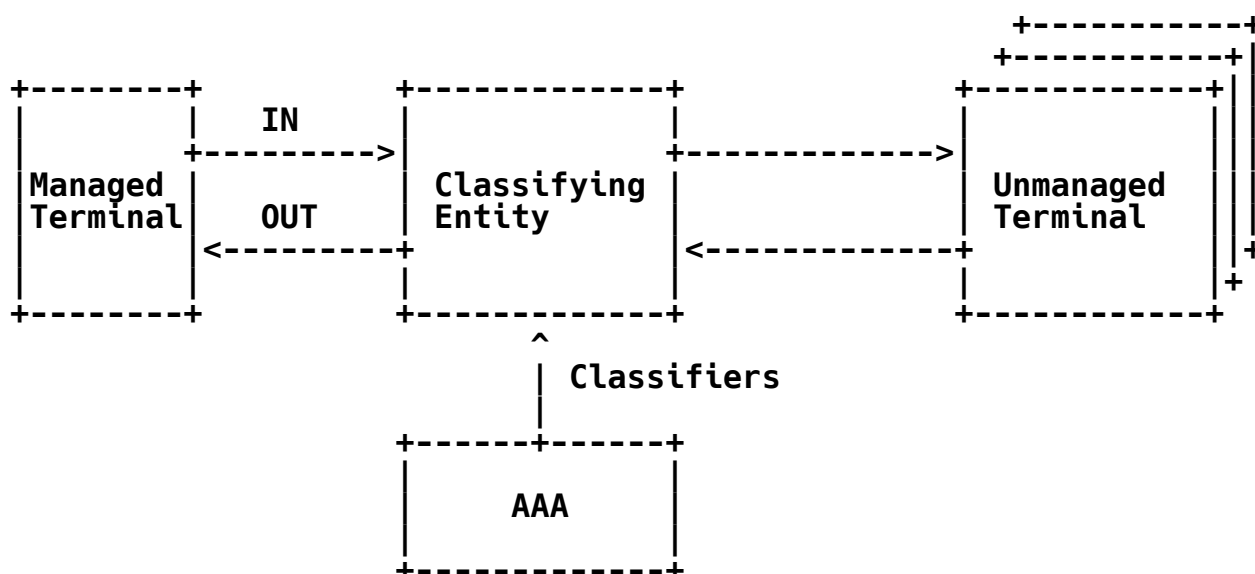 IN
Managed Classifying Unmanaged
Terminal OUT Entity Terminal
Classifiers
AAA